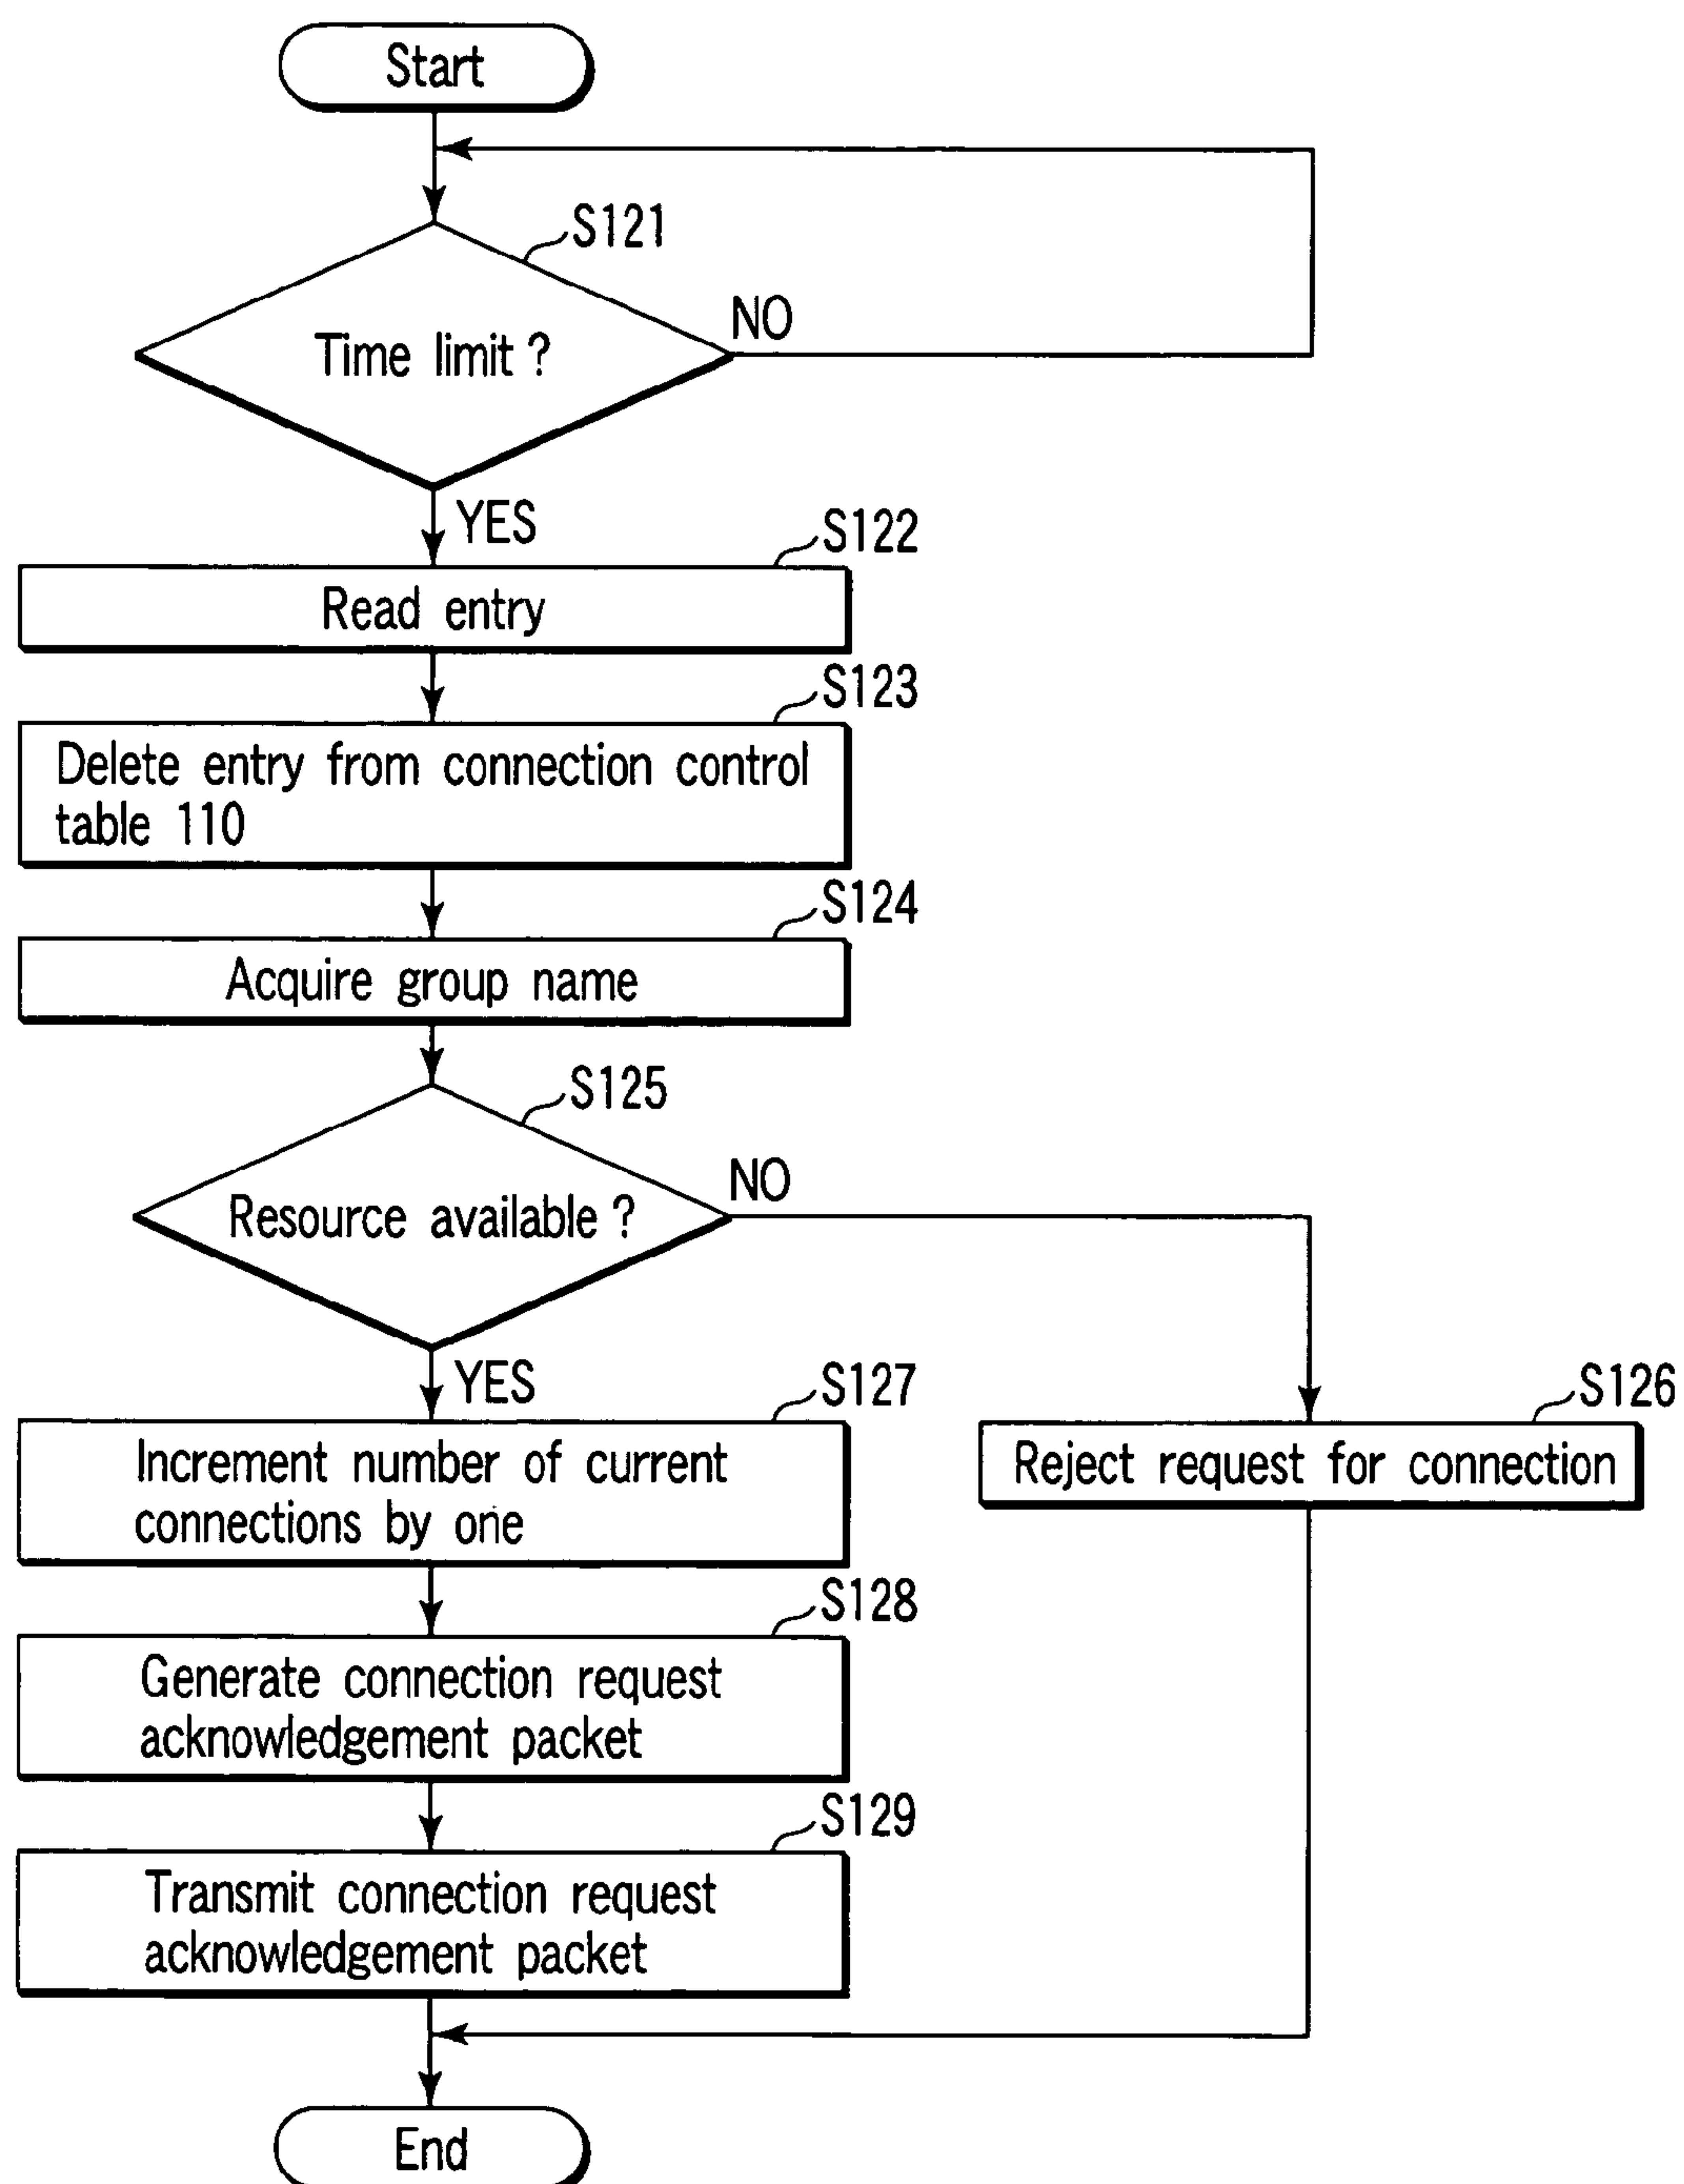 Start
S121
Time limit ?
NO
YES
S122
Read entry
S123
Delete entry from connection control
table 110
S124
Acquire group name
S125
Resource available ?
NO
YES
S127
Increment number of current
connections by one
S126
Reject request for connection
S128
Generate connection request
acknowledgement packet
S129
Transmit connection request
acknowledgement packet
End